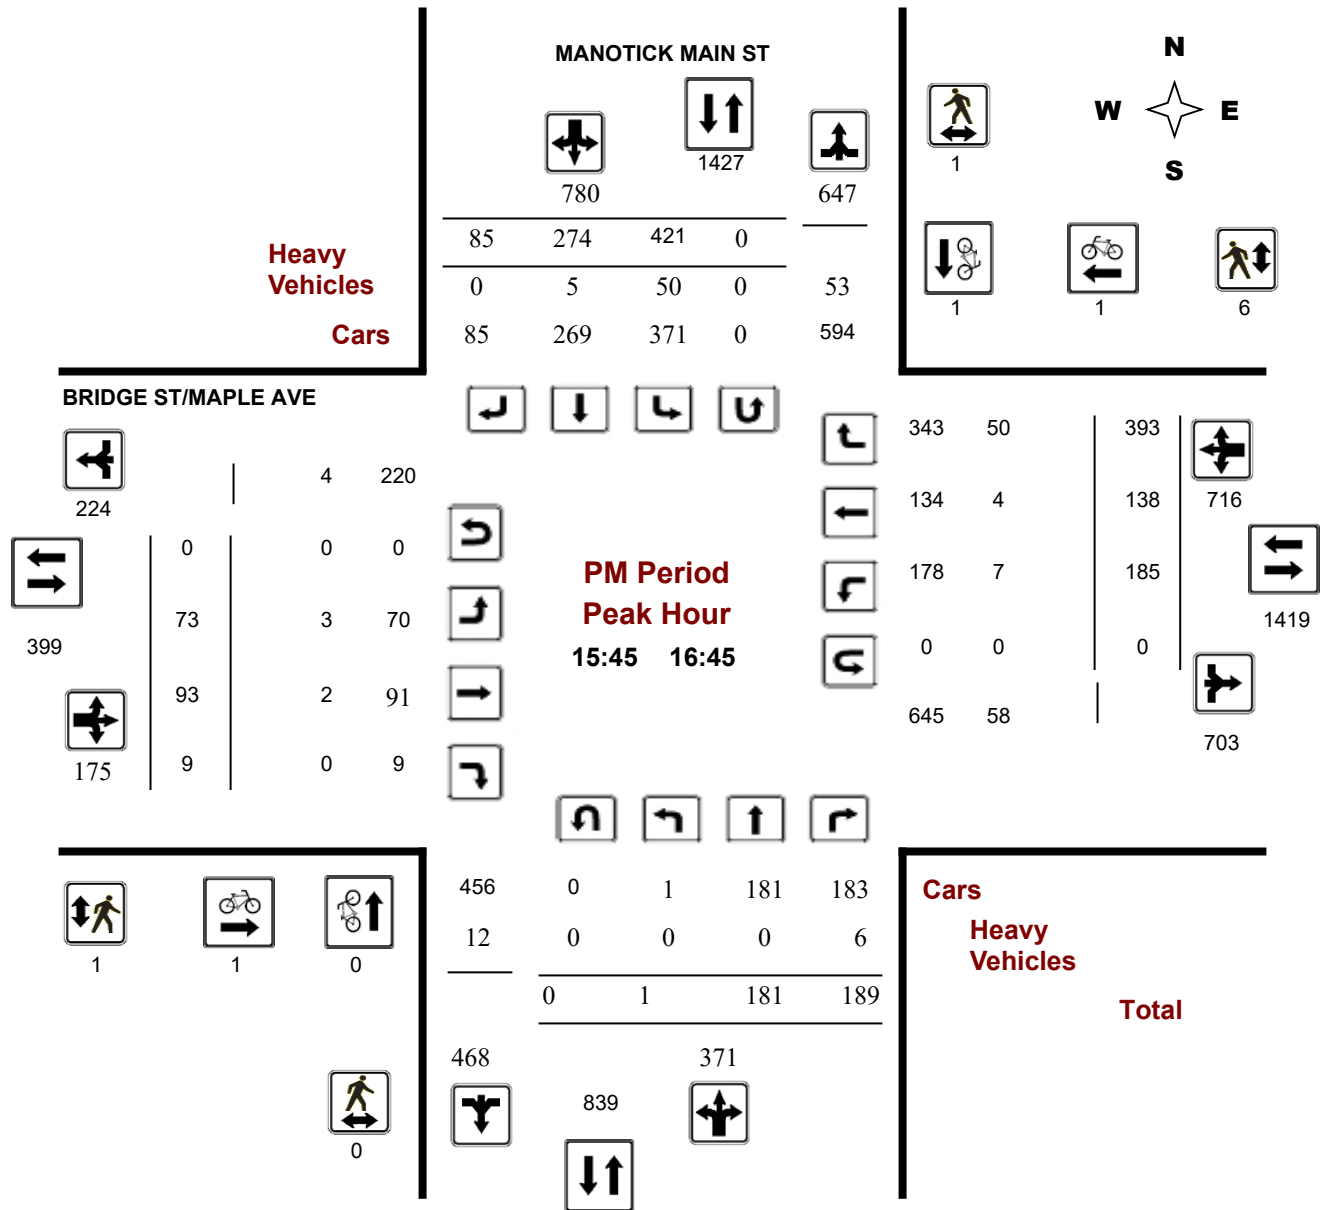 MANOTICK MAIN ST
N
W E
S
1427
1
780 647
85 274 421 0
Heavy
Vehicles
0 5 50 0 53
Cars
85 269 371 0 594
1 1 6
BRIDGE ST/MAPLE AVE
343 50 393
4 220
224
134 4 138 716
0 0 0
PM Period
178 7 185
Peak Hour
73 3 70
1419
399
15:45 16:45
0 0 0
93 2 91
645 58
703
175 9 0 9
456 0 1 181 183
Cars
12 0 0 0 6
Heavy
Vehicles
1 1 0
0 1 181 189
Total
468 371
839
0